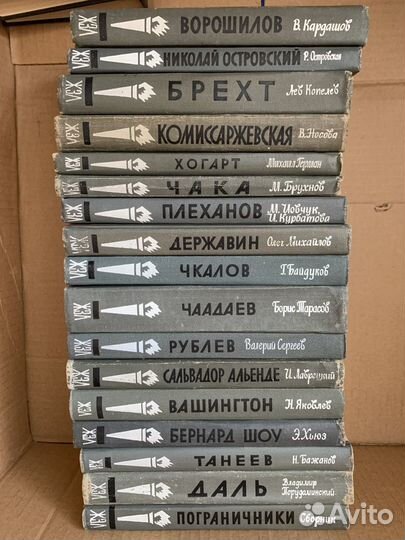 ЖЗЛ ВОРОШИЛОВ В. Кардашов
ЖЗЛ НИКОЛАЙ ОСТРОВСКИЙ Р. Островская
ЖЗЛ БРЕХТ Лев Копелев
ЖЗЛ КОМИССАРЖЕВСКАЯ В. Носова
ЖЗЛ ХОГАРТ Михаил Герман
ЖЗЛ ЧАКА М. Брухнов
ЖЗЛ ПЛЕХАНОВ М. Иовчук, И. Курбатова
ЖЗЛ ДЕРЖАВИН Олег Михайлов
ЖЗЛ ЧКАЛОВ Г. Байдуков
ЖЗЛ ЧААДАЕВ Борис Тарасов
ЖЗЛ РУБЛЕВ Валерий Сергеев
ЖЗЛ САЛЬВАДОР АЛЬЕНДЕ И. Лаврецкий
ЖЗЛ ВАШИНГТОН Н. Яковлев
ЖЗЛ БЕРНАРД ШОУ Э. Хьюз
ЖЗЛ ТАНЕЕВ Н. Бажанов
ЖЗЛ ДАЛЬ Владимир Порудоминский
ЖЗЛ ПОГРАНИЧНИКИ Сборник
Avito